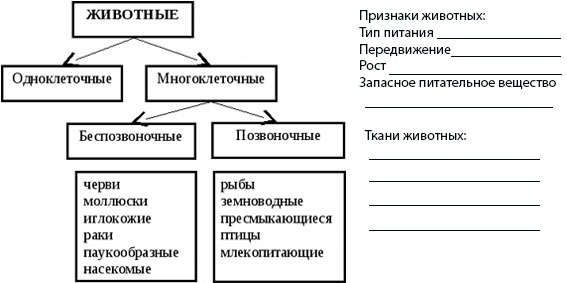 ЖИВОТНЫЕ
Одноклеточные
Многоклеточные
Беспозвоночные
Позвоночные
черви
моллюски
иглокожие
раки
паукообразные
насекомые
рыбы
земноводные
пресмыкающиеся
птицы
млекопитающие
Признаки животных:
Тип питания
Передвижение
Рост
Запасное питательное вещество
Ткани животных: